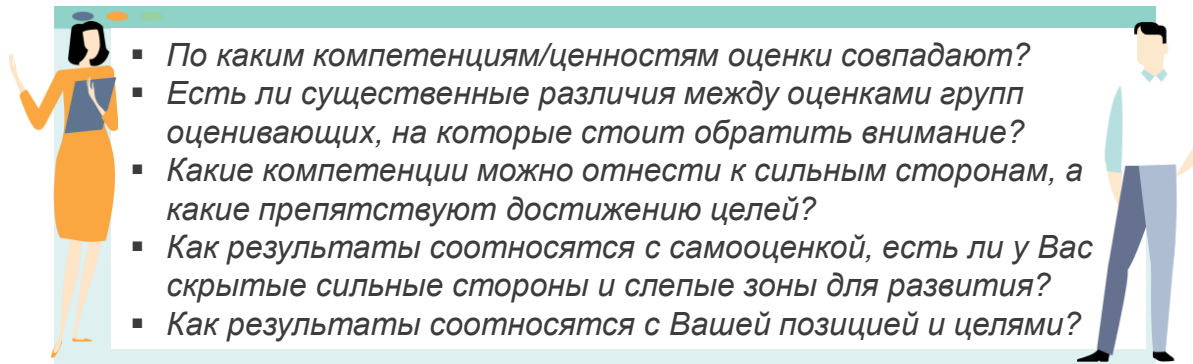 ▪ По каким компетенциям/ценностям оценки совпадают?
▪ Есть ли существенные различия между оценками групп
оценивающих, на которые стоит обратить внимание?
▪ Какие компетенции можно отнести к сильным сторонам, а
какие препятствуют достижению целей?
▪ Как результаты соотносятся с самооценкой, есть ли у Вас
скрытые сильные стороны и слепые зоны для развития?
▪ Как результаты соотносятся с Вашей позицией и целями?